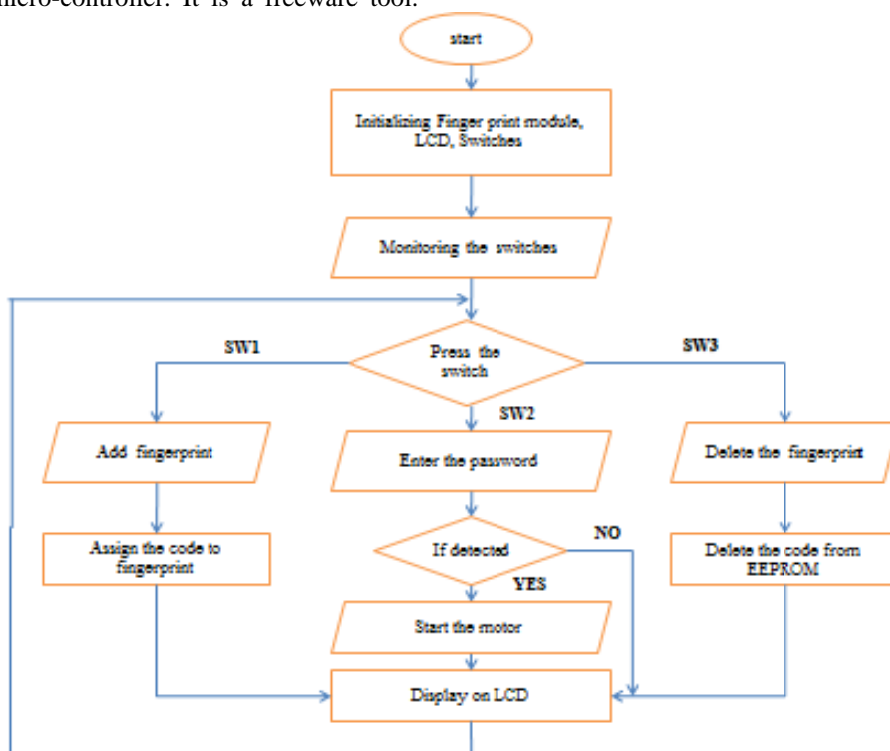 micro-controller. It is a freeware tool.
start
Initializing Finger print module,
LCD, Switches
Monitoring the switches
SW1
Press the
switch
SW3
SW2
Add fingerprint
Enter the password
Delete the fingerprint
Assign the code to
fingerprint
If detected
NO
Delete the code from
EEPROM
YES
Start the motor
Display on LCD